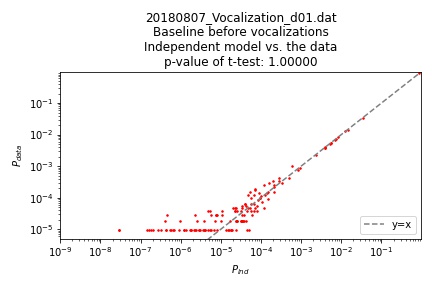 20180807_Vocalization_d01.dat
Baseline before vocalizations
Independent model vs. the data
p-value of t-test: 1.00000
10⁻¹
10⁻²
10⁻³
10⁻⁴
10⁻⁵
P_data
y=x
10⁻⁹ 10⁻⁸ 10⁻⁷ 10⁻⁶ 10⁻⁵ 10⁻⁴ 10⁻³ 10⁻² 10⁻¹
P_ind